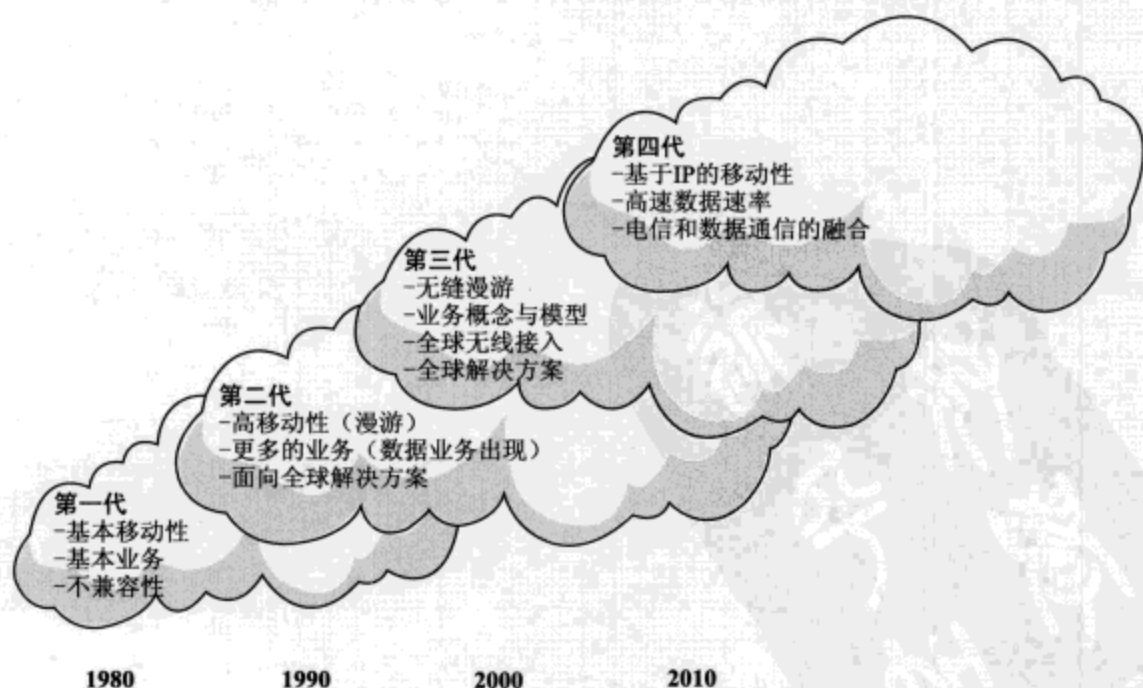 第四代
-基于IP的移动性
-高速数据速率
-电信和数据通信的融合
第三代
-无缝漫游
-业务概念与模型
-全球无线接入
-全球解决方案
第二代
-高移动性（漫游）
-更多的业务（数据业务出现）
-面向全球解决方案
第一代
-基本移动性
-基本业务
-不兼容性
1980 1990 2000 2010